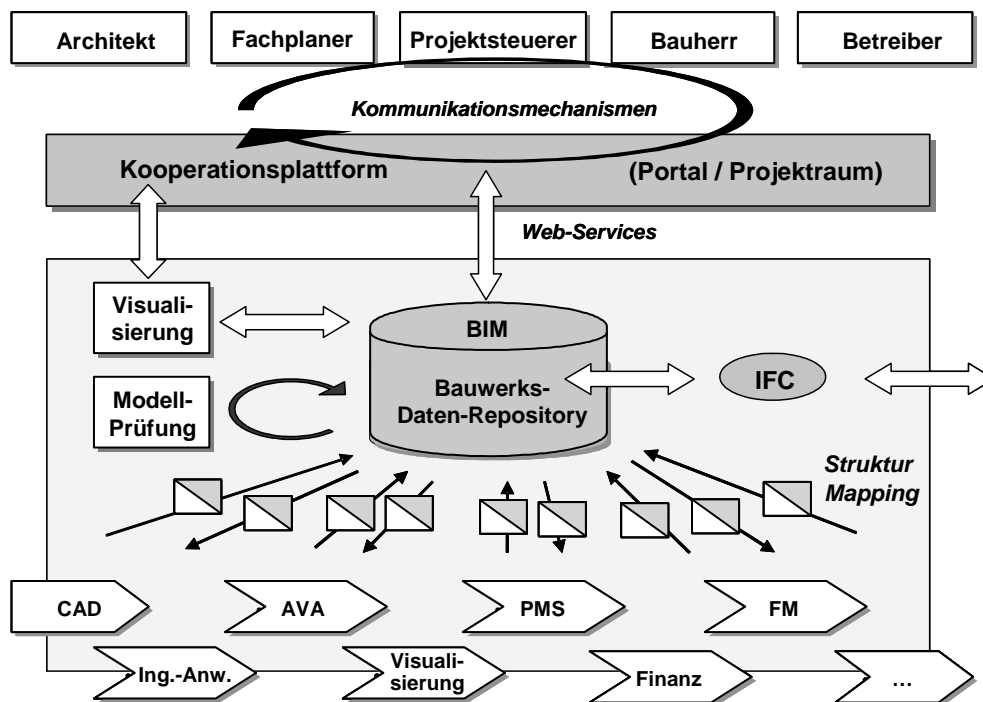 Architekt
Fachplaner
Projektsteuerer
Bauherr
Betreiber
Kommunikationsmechanismen
Kooperationsplattform
(Portal / Projektraum)
Web-Services
Visuali-
sierung
BIM
Bauwerks-
Daten-Repository
IFC
Modell-
Prüfung
Struktur
Mapping
CAD
AVA
PMS
FM
Ing.-Anw.
Visuali-
sierung
Finanz
...